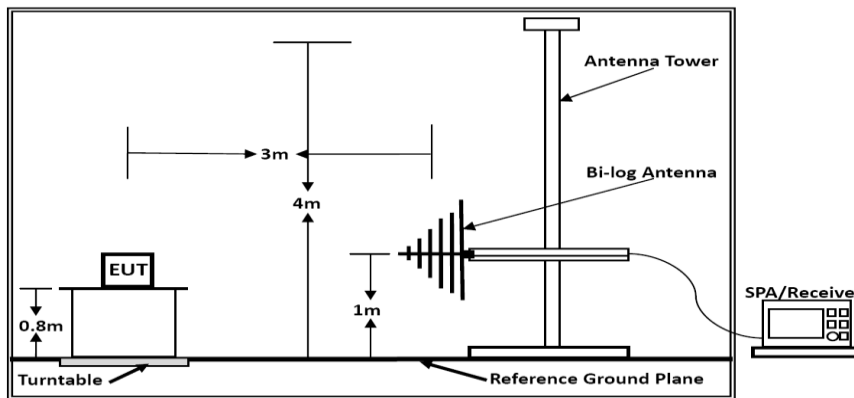 Antenna Tower
3m
Bi-log Antenna
4m
EUT
SPA/Receive
0.8m
1m
Turntable
Reference Ground Plane